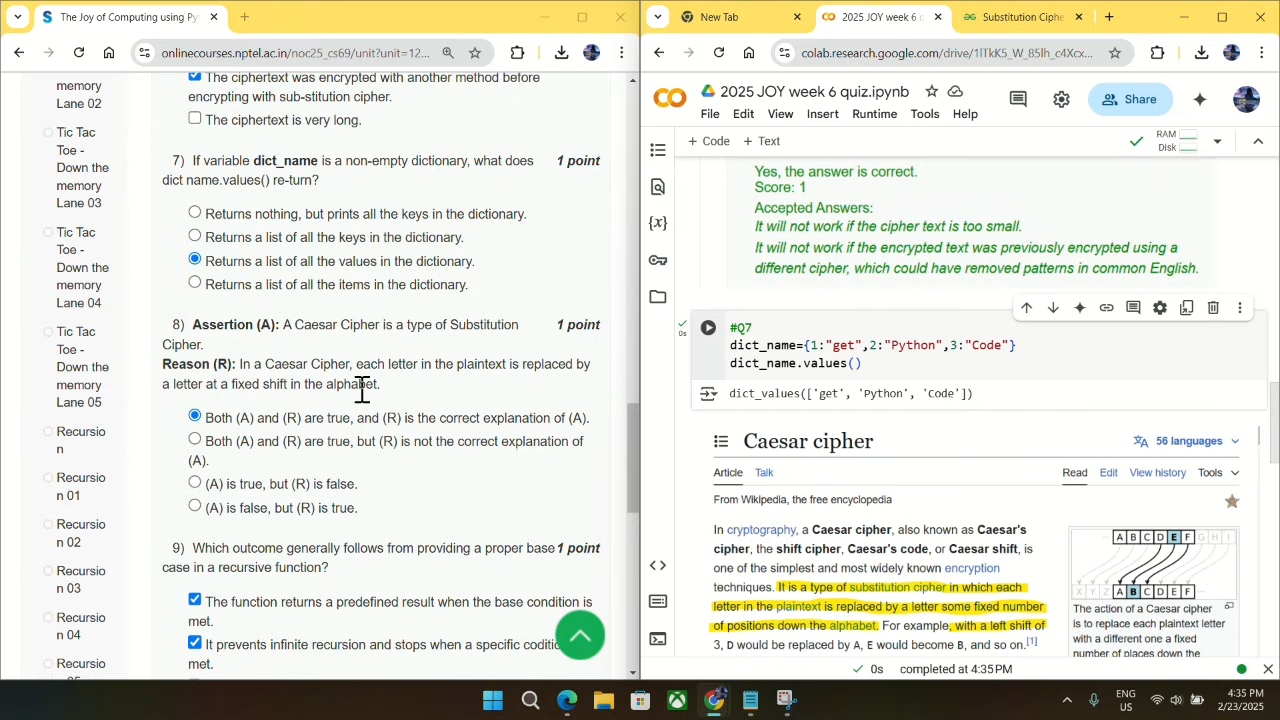 The Joy of Computing using Py
onlinecourses.nptel.ac.in/noc25_cs69/unit?unit=12...
memory
Lane 02
Tic Tac
Toe -
Down the
memory
Lane 03
Tic Tac
Toe -
Down the
memory
Lane 04
Tic Tac
Toe -
Down the
memory
Lane 05
Recursio
n
Recursio
n 01
Recursio
n 02
Recursio
n 03
Recursio
n 04
Recursio
The ciphertext was encrypted with another method before
encrypting with sub-stitution cipher.
The ciphertext is very long.
7) If variable dict_name is a non-empty dictionary, what does 1 point
dict name.values() re-turn?
Returns nothing, but prints all the keys in the dictionary.
Returns a list of all the keys in the dictionary.
Returns a list of all the values in the dictionary.
Returns a list of all the items in the dictionary.
8) Assertion (A): A Caesar Cipher is a type of Substitution 1 point
Cipher.
Reason (R): In a Caesar Cipher, each letter in the plaintext is replaced by
a letter at a fixed shift in the alphabet.
Both (A) and (R) are true, and (R) is the correct explanation of (A).
Both (A) and (R) are true, but (R) is not the correct explanation of
(A).
(A) is true, but (R) is false.
(A) is false, but (R) is true.
9) Which outcome generally follows from providing a proper base 1 point
case in a recursive function?
The function returns a predefined result when the base condition is
met.
It prevents infinite recursion and stops when a specific coditio
met.
New Tab
2025 JOY week 6
Substitution Ciphe
colab.research.google.com/drive/1lTkK5_W_85lh_c4Xcx...
2025 JOY week 6 quiz.ipynb
File Edit View Insert Runtime Tools Help
Share
+ Code + Text
RAM
Disk
Yes, the answer is correct.
Score: 1
Accepted Answers:
It will not work if the cipher text is too small.
It will not work if the encrypted text was previously encrypted using a
different cipher, which could have removed patterns in common English.
0s
#Q7
dict_name={1:"get",2:"Python",3:"Code"}
dict_name.values()
dict_values(['get', 'Python', 'Code'])
Caesar cipher
56 languages
Article Talk Read Edit View history Tools
From Wikipedia, the free encyclopedia
In cryptography, a Caesar cipher, also known as Caesar's
cipher, the shift cipher, Caesar's code, or Caesar shift, is
one of the simplest and most widely known encryption
techniques. It is a type of substitution cipher in which each
letter in the plaintext is replaced by a letter some fixed number
of positions down the alphabet. For example, with a left shift of
3, D would be replaced by A, E would become B, and so on.[1]
A B C D E F G H I
X Y Z A B C D E F
The action of a Caesar cipher
is to replace each plaintext letter
with a different one a fixed
number of places down the
0s completed at 4:35 PM
ENG
US
4:35 PM
2/23/2025